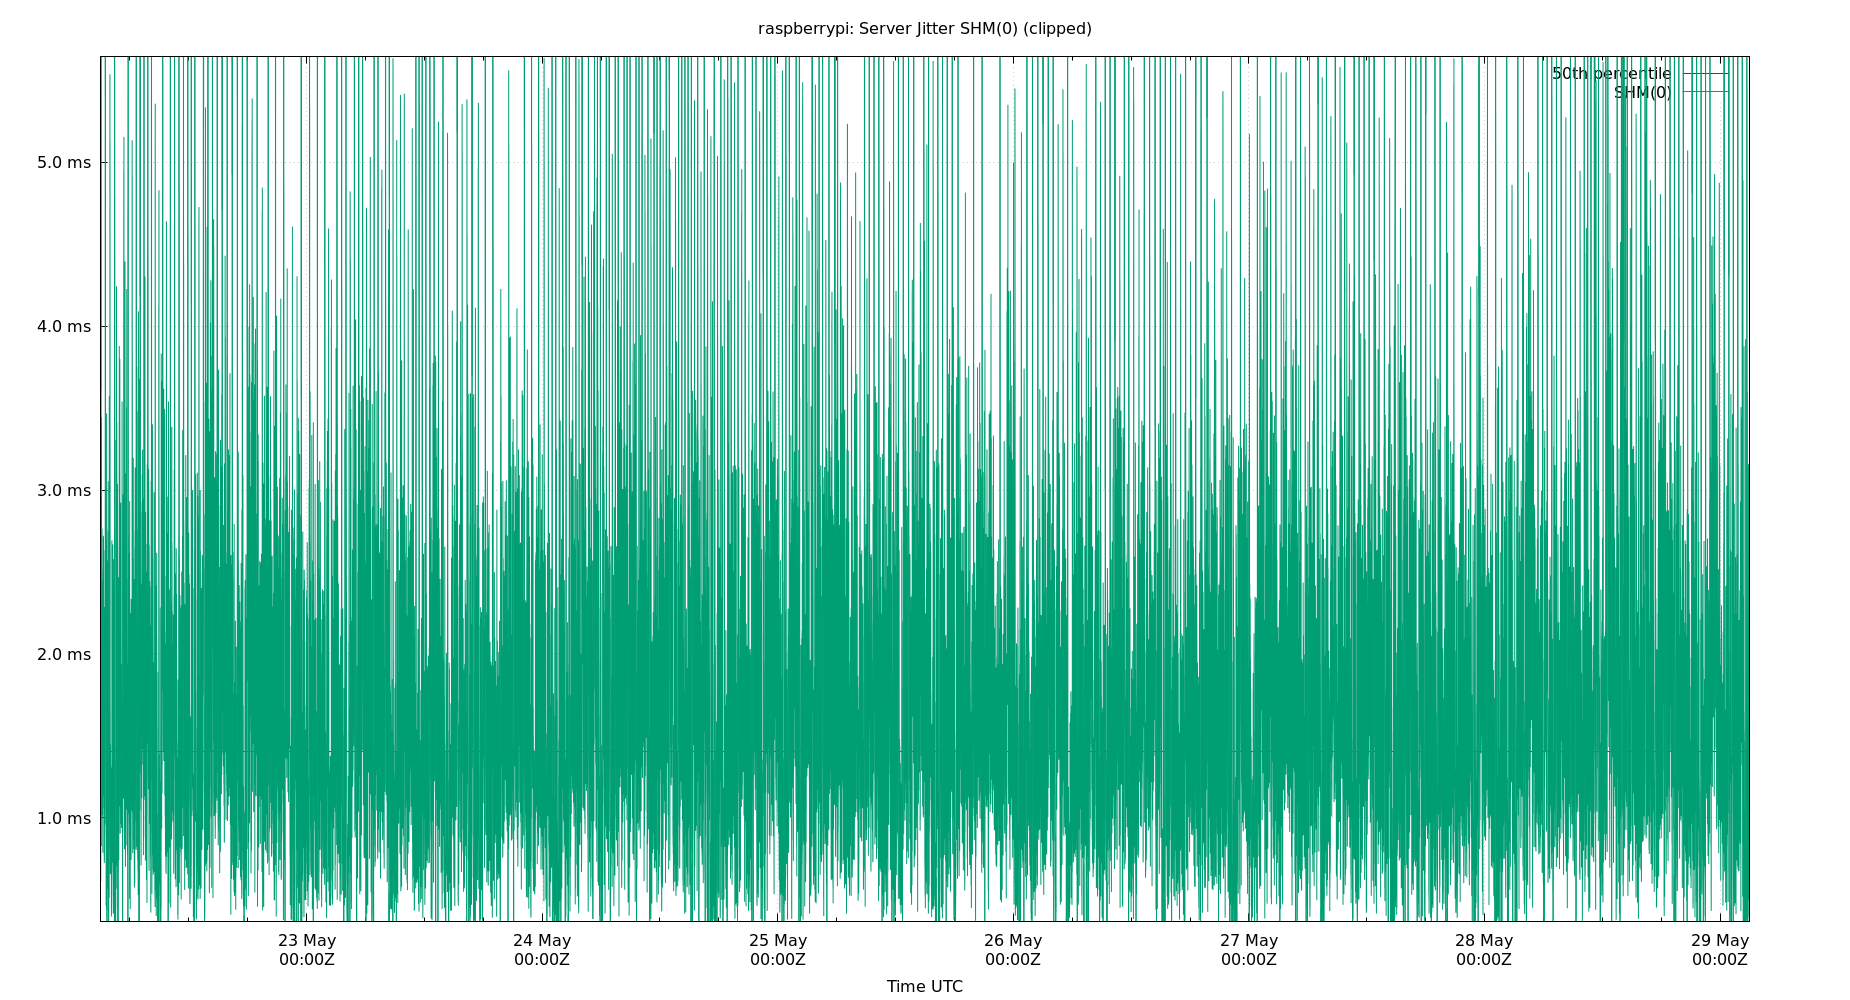 raspberrypi: Server Jitter SHM(0) (clipped)
50th percentile
SHM(0)
5.0 ms
4.0 ms
3.0 ms
2.0 ms
1.0 ms
23 May 24 May 25 May 26 May 27 May 28 May 29 May
00:00Z 00:00Z 00:00Z 00:00Z 00:00Z 00:00Z 00:00Z
Time UTC